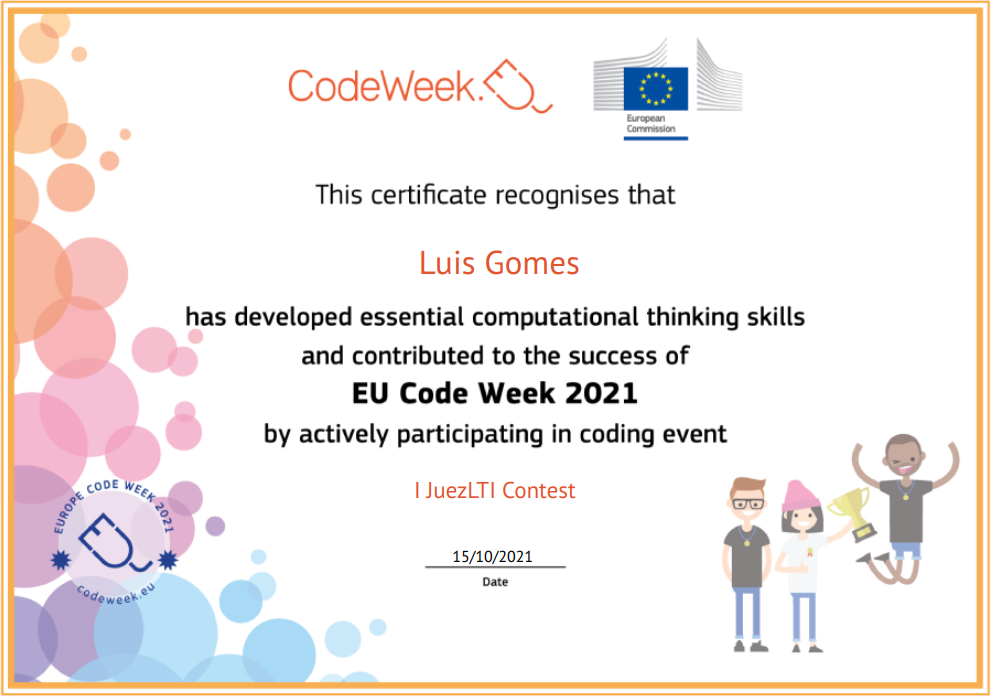 CodeWeek.EU
European
Commission
This certificate recognises that
Luis Gomes
has developed essential computational thinking skills
and contributed to the success of
EU Code Week 2021
by actively participating in coding event
I JuezLTI Contest
15/10/2021
Date
EUROPE CODE WEEK 2021
EU
codeweek.eu